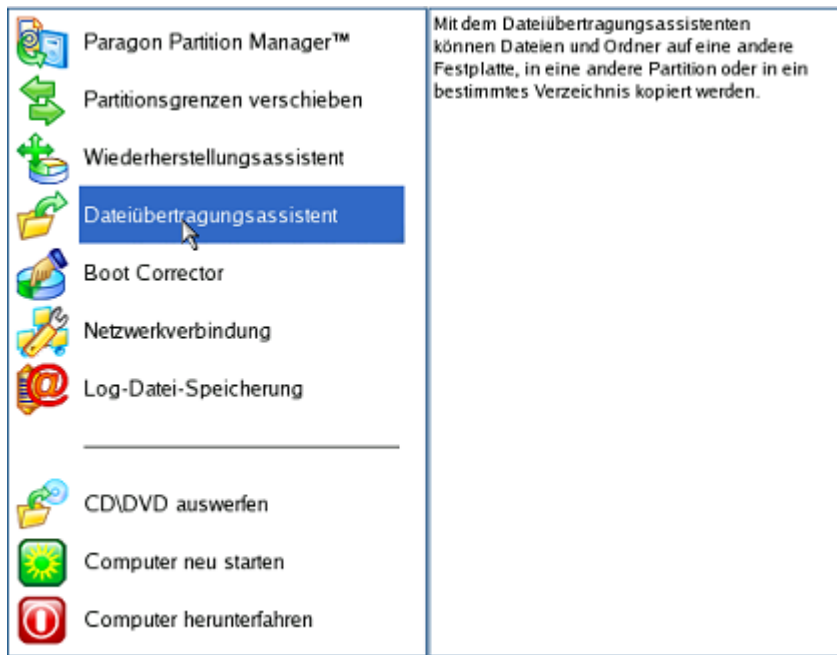 Paragon Partition Manager™
Partitionsgrenzen verschieben
Wiederherstellungsassistent
Dateiübertragungsassistent
Boot Corrector
Netzwerkverbindung
Log-Datei-Speicherung
CD\DVD auswerfen
Computer neu starten
Computer herunterfahren
Mit dem Dateiübertragungsassistenten
können Dateien und Ordner auf eine andere
Festplatte, in eine andere Partition oder in ein
bestimmtes Verzeichnis kopiert werden.